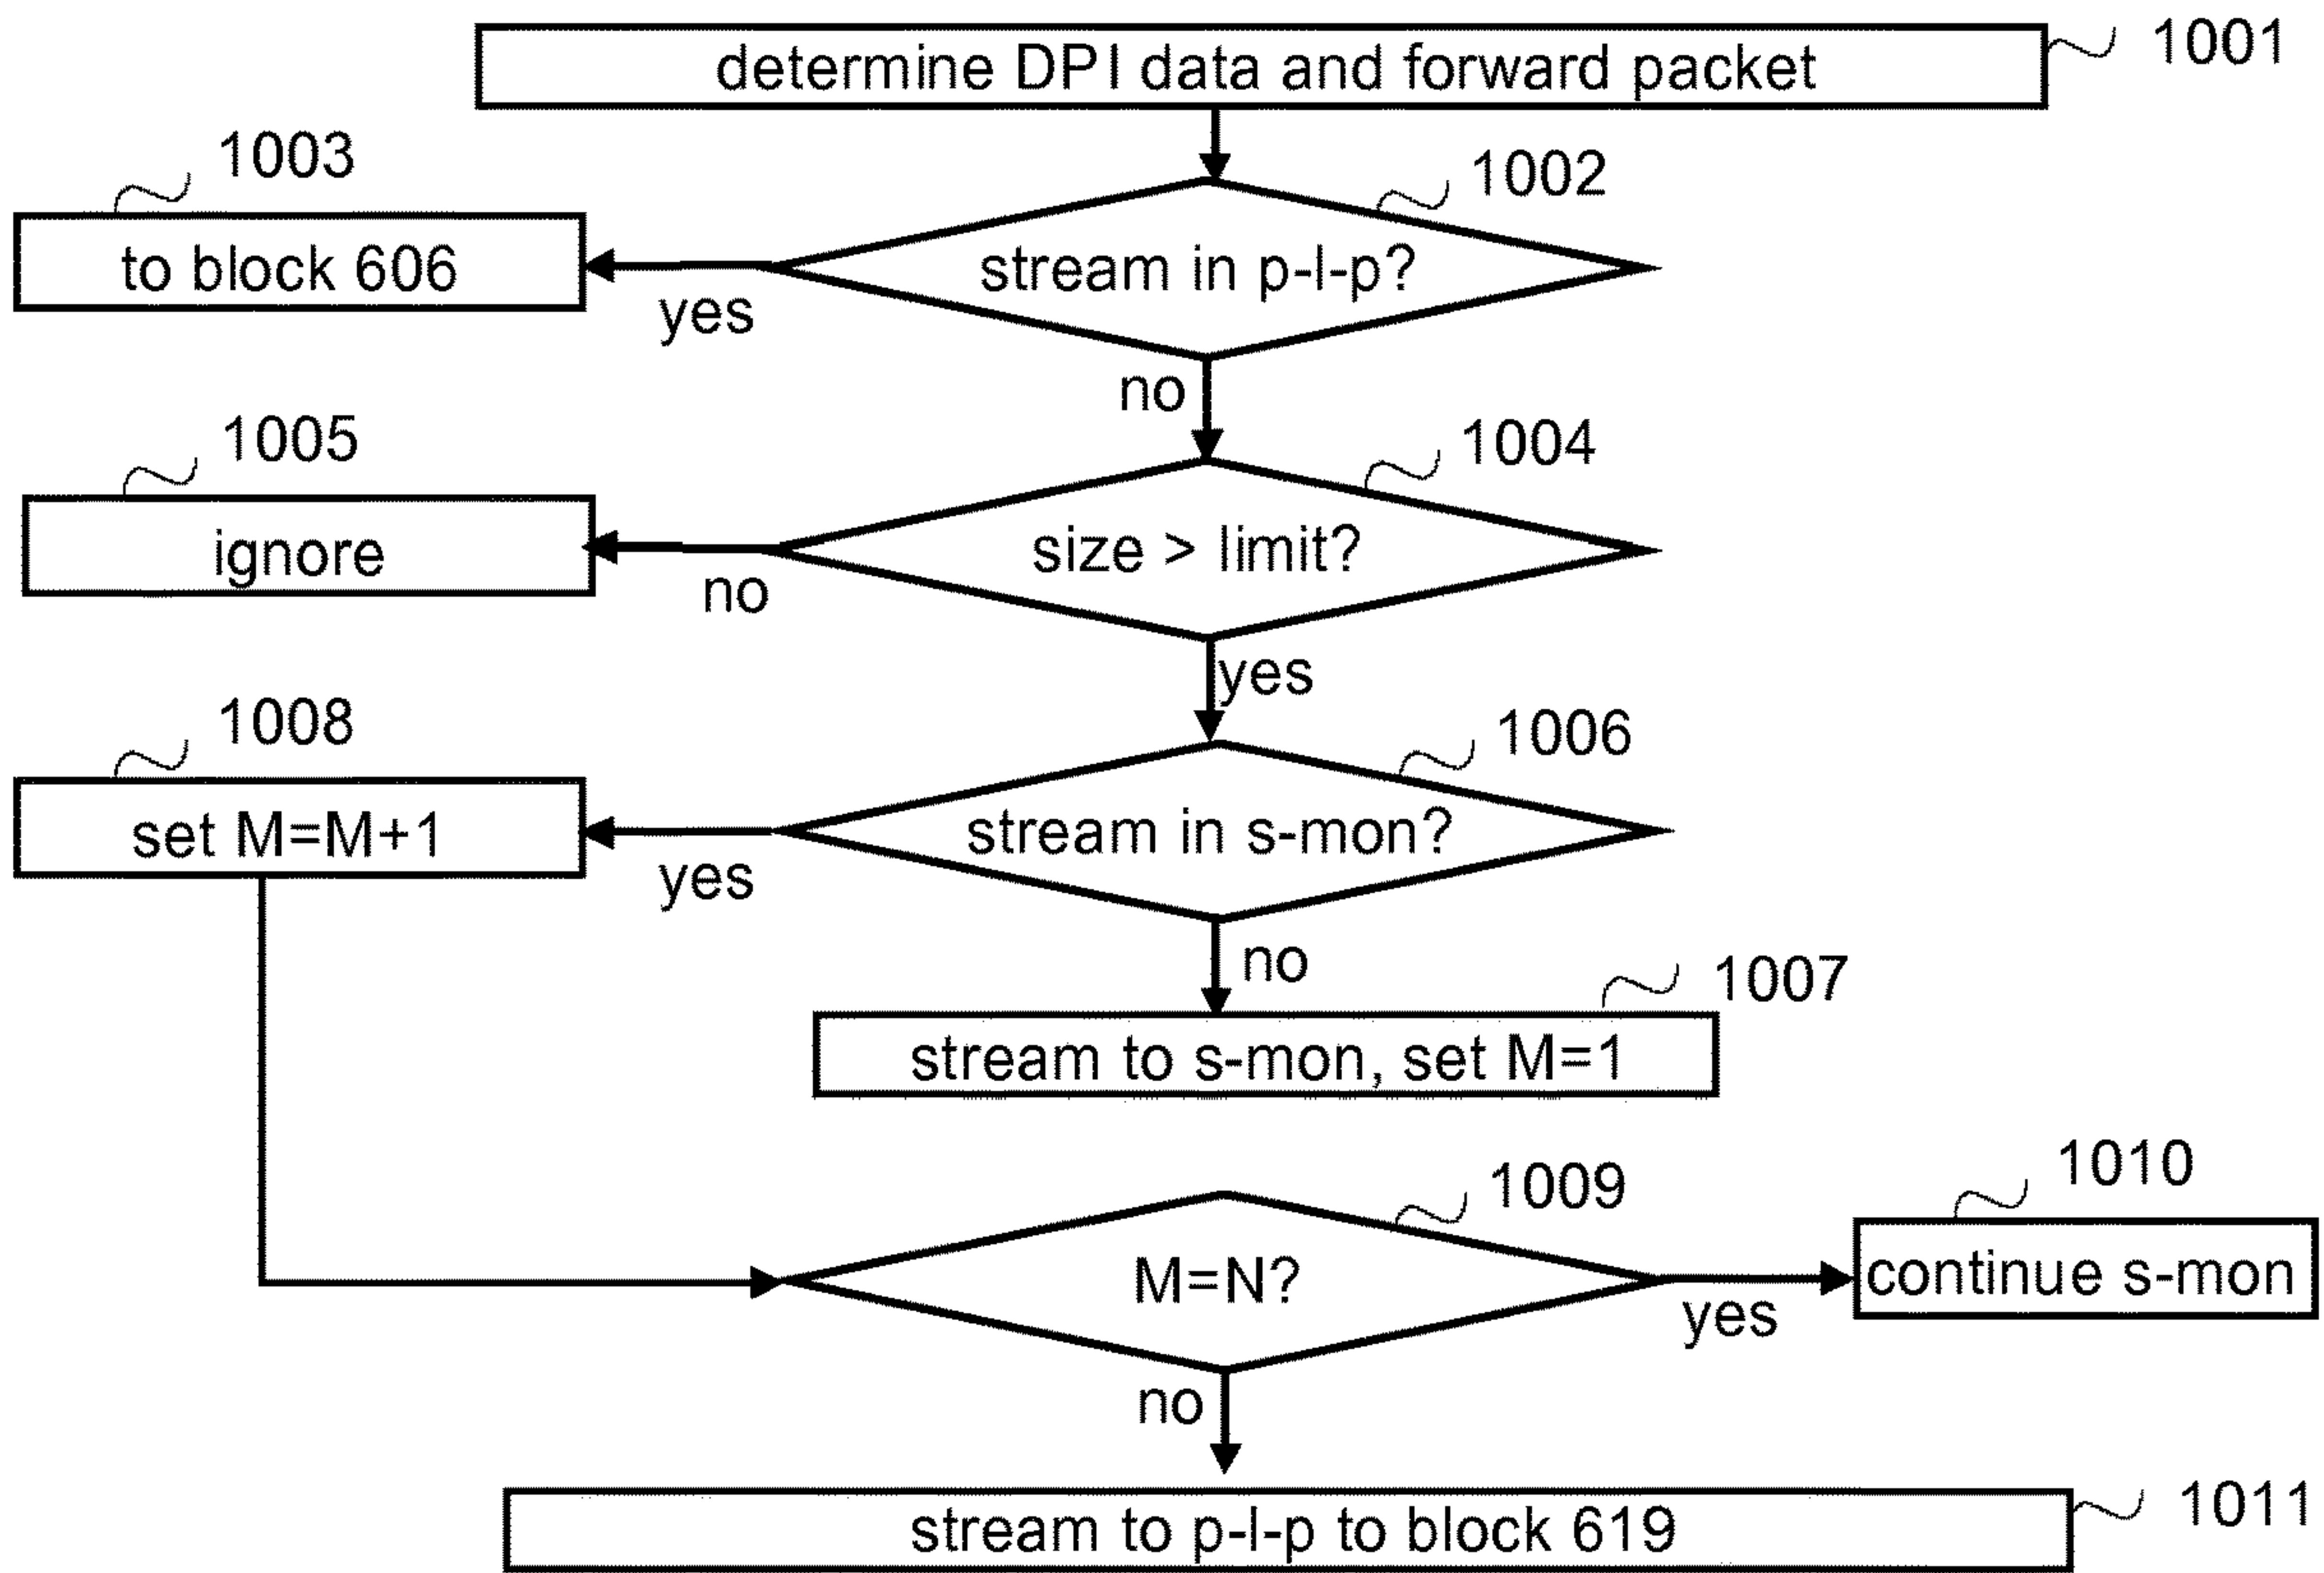 determine DPI data and forward packet
1001
1003
1002
to block 606
yes
stream in p-l-p?
no
1005
1004
ignore
no
size > limit?
yes
1008
1006
set M=M+1
yes
stream in s-mon?
no
1007
stream to s-mon, set M=1
1009
1010
M=N?
yes
continue s-mon
no
stream to p-l-p to block 619
1011